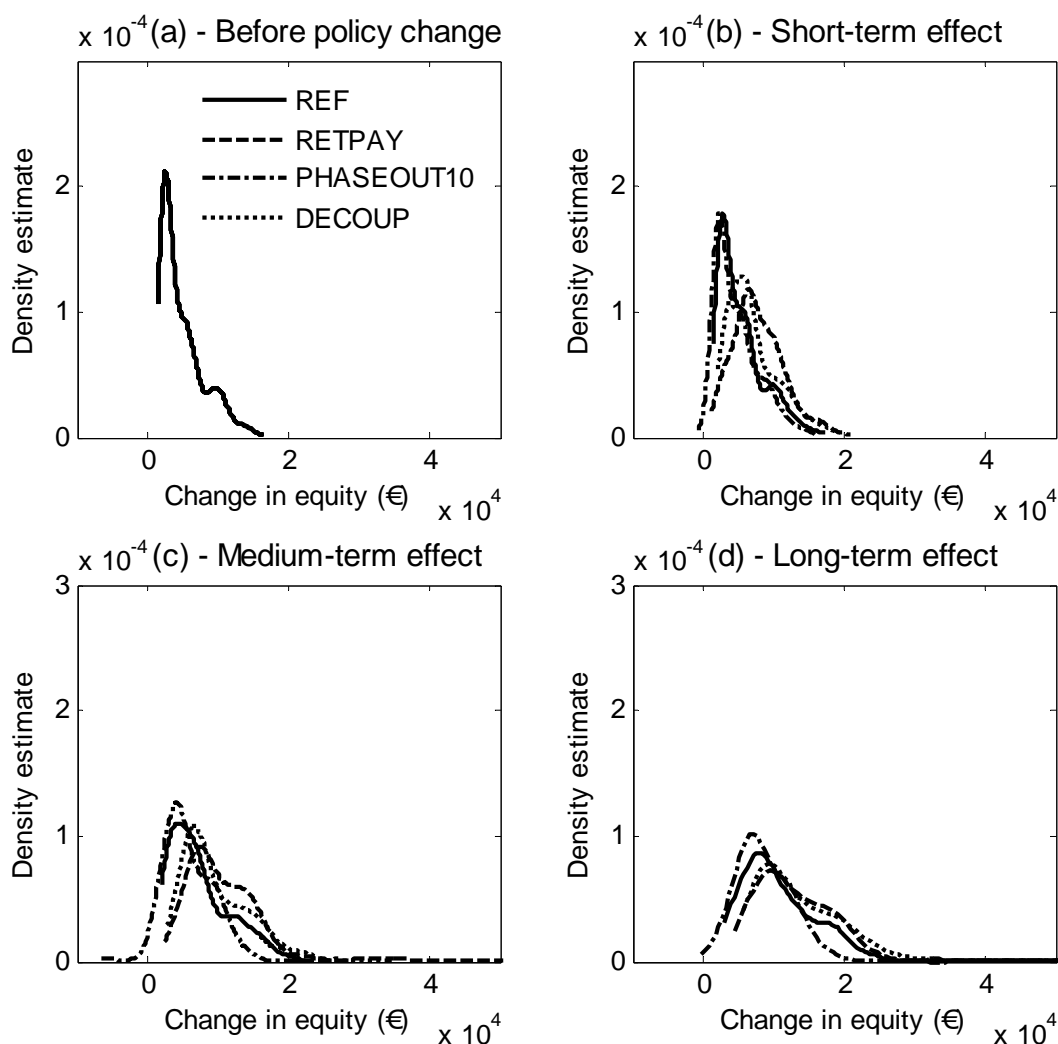 x 10-4 (a) - Before policy change
REF
RETPAY
PHASEOUT10
DECOUP
2
1
0
Density estimate
0 2 4
Change in equity (€)
x 10^4
x 10-4 (b) - Short-term effect
2
1
0
Density estimate
0 2 4
Change in equity (€)
x 10^4
x 10-4 (c) - Medium-term effect
3
2
1
0
Density estimate
0 2 4
Change in equity (€)
x 10^4
x 10-4 (d) - Long-term effect
3
2
1
0
Density estimate
0 2 4
Change in equity (€)
x 10^4